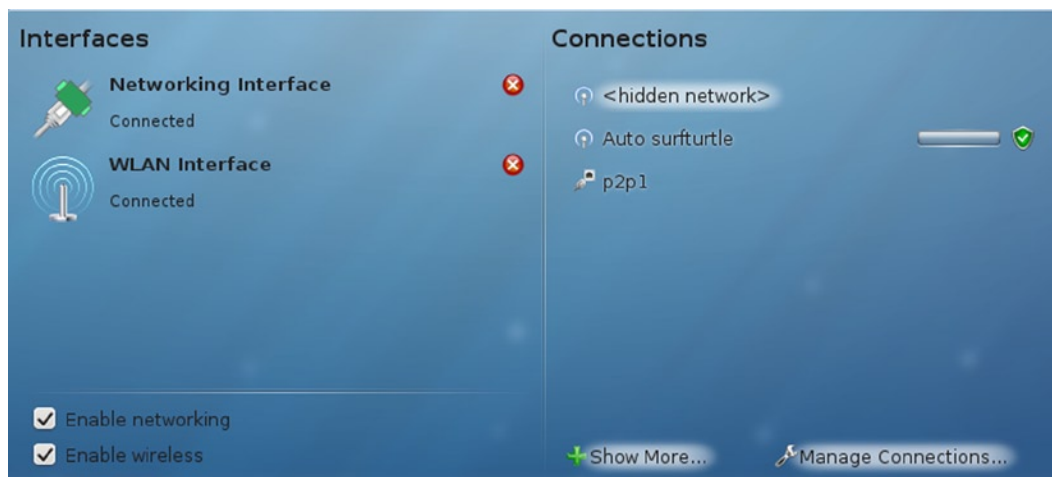 Interfaces
Networking Interface
Connected
WLAN Interface
Connected
Enable networking
Enable wireless
Connections
<hidden network>
Auto surfturtle
p2p1
Show More...
Manage Connections...